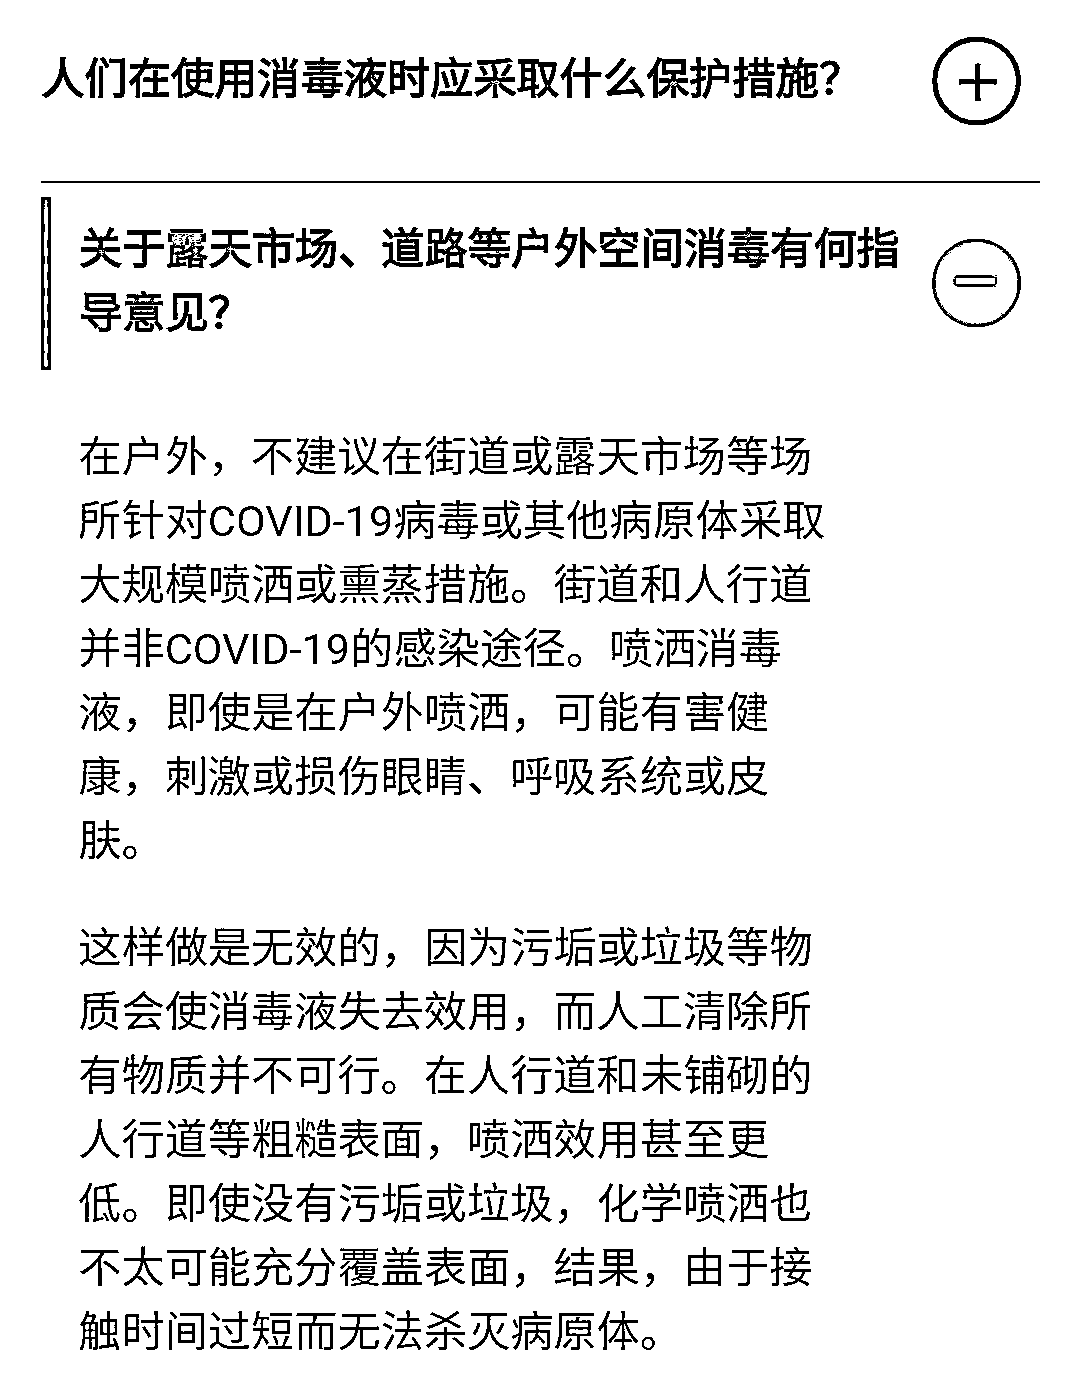 人们在使用消毒液时应采取什么保护措施？
关于露天市场、道路等户外空间消毒有何指
导意见？
在户外，不建议在街道或露天市场等场
所针对COVID-19病毒或其他病原体采取
大规模喷洒或熏蒸措施。街道和人行道
并非COVID-19的感染途径。喷洒消毒
液，即使是在户外喷洒，可能有害健
康，刺激或损伤眼睛、呼吸系统或皮
肤。
这样做是无效的，因为污垢或垃圾等物
质会使消毒液失去效用，而人工清除所
有物质并不可行。在人行道和未铺砌的
人行道等粗糙表面，喷洒效用甚至更
低。即使没有污垢或垃圾，化学喷洒也
不太可能充分覆盖表面，结果，由于接
触时间过短而无法杀灭病原体。